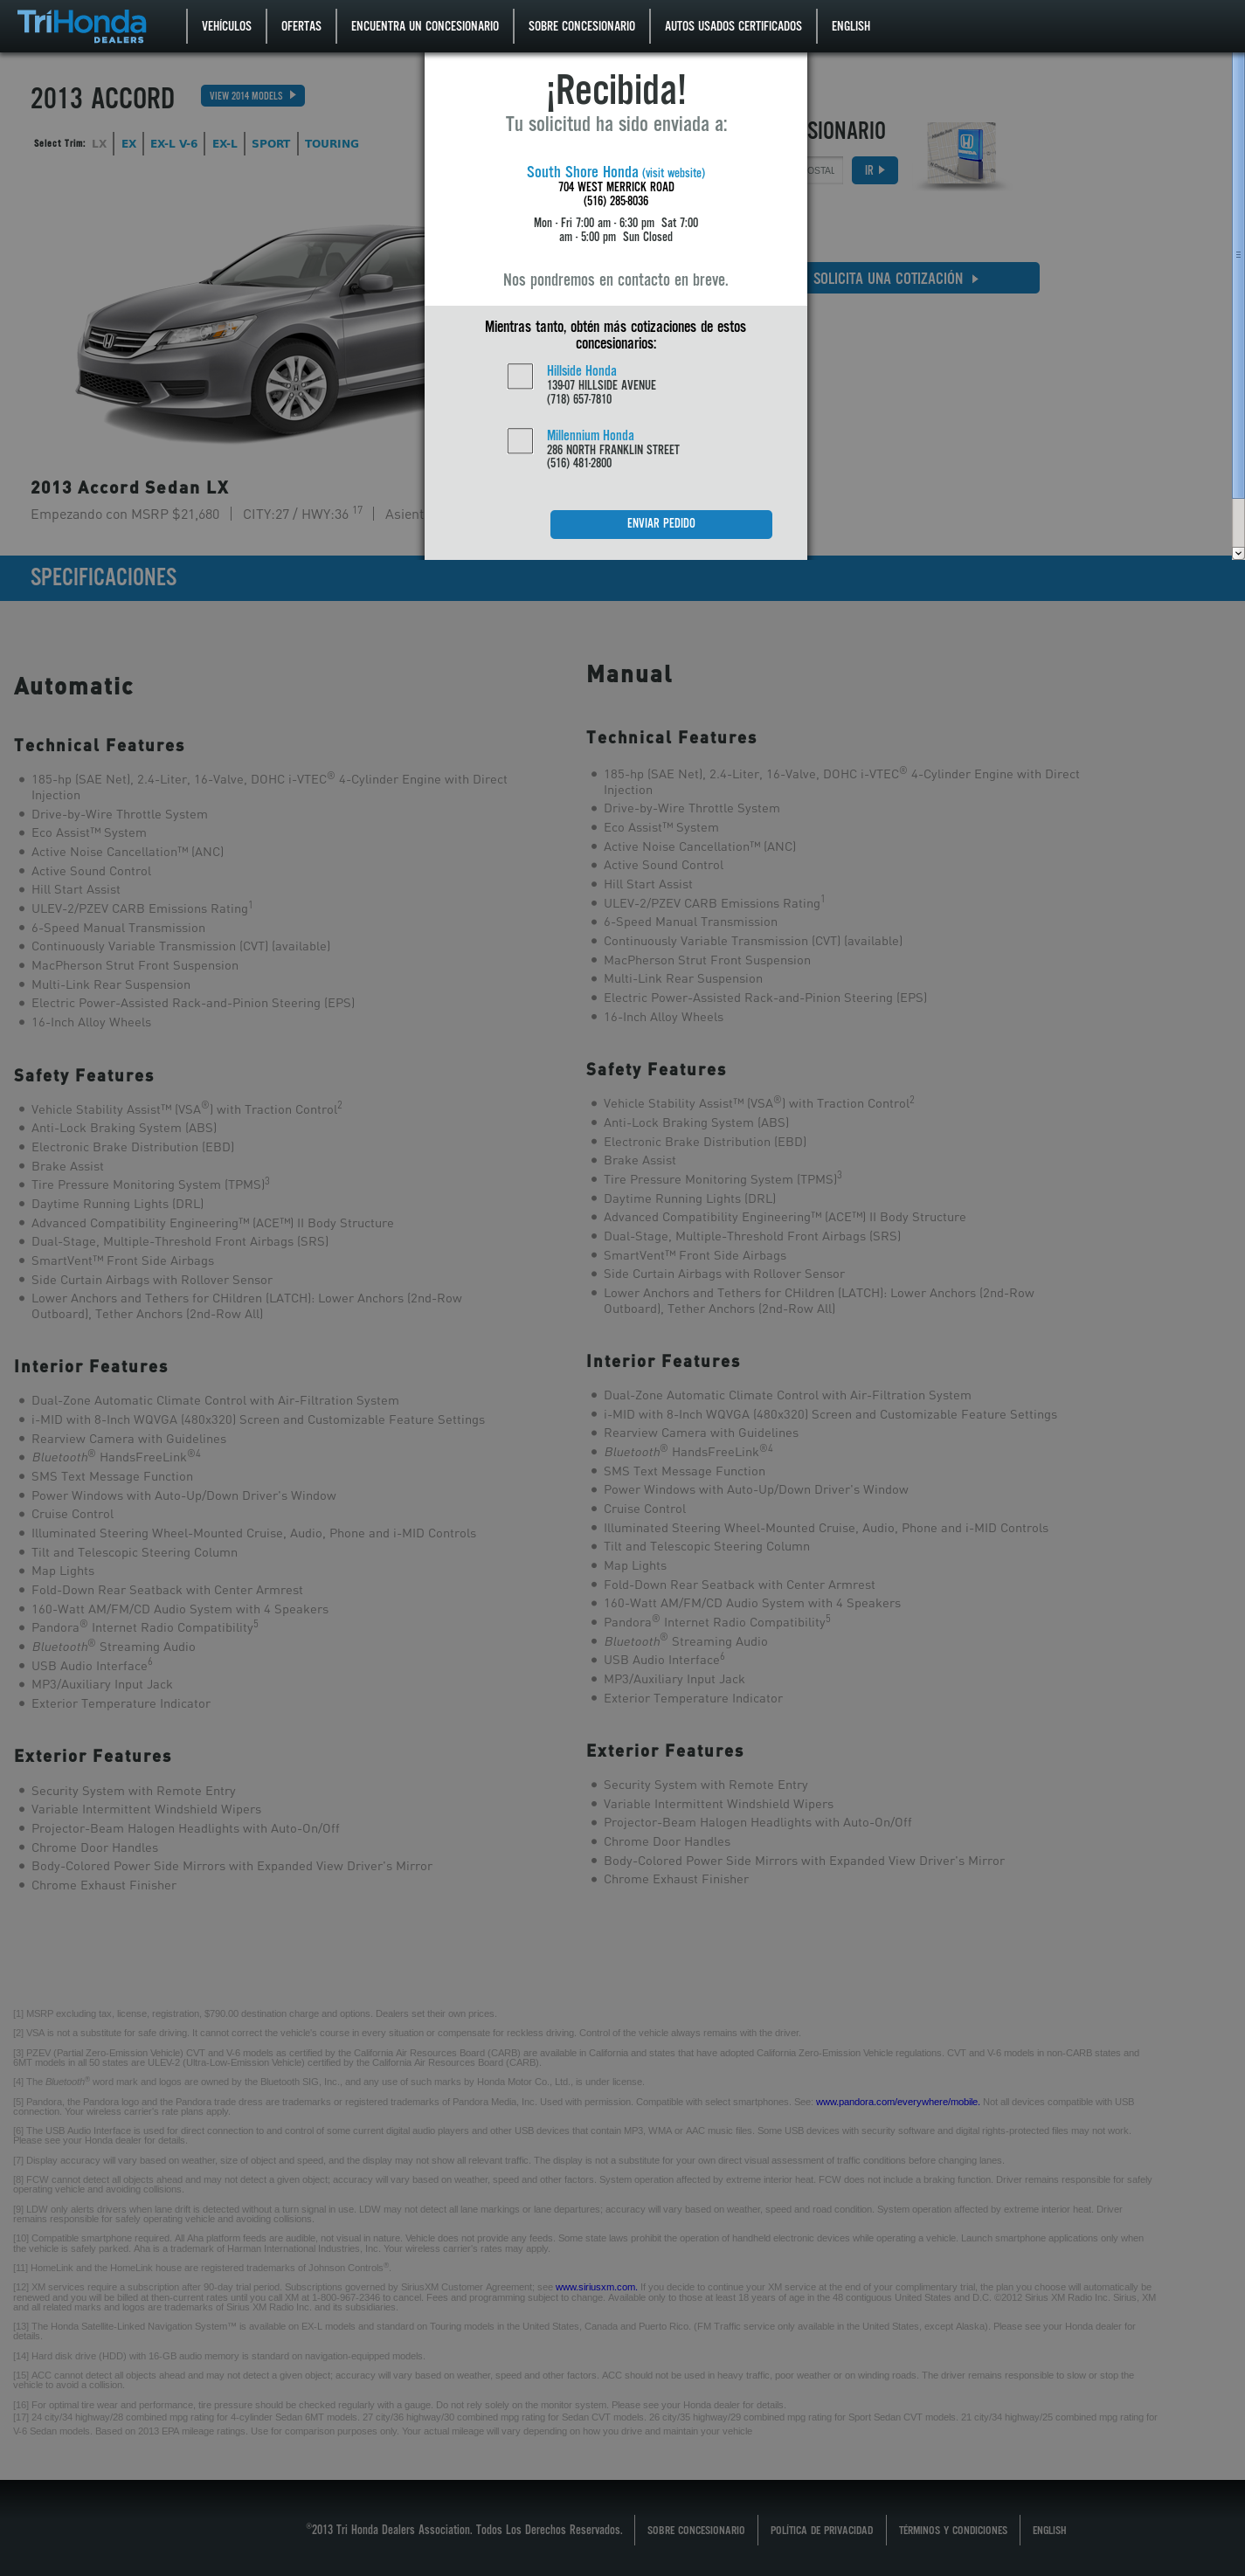 TriHonda
DEALERS
VEHÍCULOS
OFERTAS
ENCUENTRA UN CONCESIONARIO
SOBRE CONCESIONARIO
AUTOS USADOS CERTIFICADOS
ENGLISH
2013 ACCORD
VIEW 2014 MODELS
Select Trim: LX EX EX-L V-6 EX-L SPORT TOURING
¡Recibida!
Tu solicitud ha sido enviada a:
South Shore Honda (visit website)
704 WEST MERRICK ROAD
(516) 285-8036
Mon - Fri 7:00 am - 6:30 pm Sat 7:00
am - 5:00 pm Sun Closed
Nos pondremos en contacto en breve.
Mientras tanto, obtén más cotizaciones de estos
concesionarios:
Hillside Honda
139-07 HILLSIDE AVENUE
(718) 657-7810
Millennium Honda
286 NORTH FRANKLIN STREET
(516) 481-2800
ENVIAR PEDIDO
IR
SOLICITA UNA COTIZACIÓN
2013 Accord Sedan LX
Empezando con MSRP $21,680
CITY:27 / HWY:36 17
SPECIFICACIONES
Automatic
Technical Features
185-hp (SAE Net), 2.4-Liter, 16-Valve, DOHC i-VTEC® 4-Cylinder Engine with Direct
Injection
Drive-by-Wire Throttle System
Eco Assist™ System
Active Noise Cancellation™ (ANC)
Active Sound Control
Hill Start Assist
ULEV-2/PZEV CARB Emissions Rating1
6-Speed Manual Transmission
Continuously Variable Transmission (CVT) (available)
MacPherson Strut Front Suspension
Multi-Link Rear Suspension
Electric Power-Assisted Rack-and-Pinion Steering (EPS)
16-Inch Alloy Wheels
Safety Features
Vehicle Stability Assist™ (VSA®) with Traction Control2
Anti-Lock Braking System (ABS)
Electronic Brake Distribution (EBD)
Brake Assist
Tire Pressure Monitoring System (TPMS)3
Daytime Running Lights (DRL)
Advanced Compatibility Engineering™ (ACE™) II Body Structure
Dual-Stage, Multiple-Threshold Front Airbags (SRS)
SmartVent™ Front Side Airbags
Side Curtain Airbags with Rollover Sensor
Lower Anchors and Tethers for CHildren (LATCH): Lower Anchors (2nd-Row
Outboard), Tether Anchors (2nd-Row All)
Interior Features
Dual-Zone Automatic Climate Control with Air-Filtration System
i-MID with 8-Inch WQVGA (480x320) Screen and Customizable Feature Settings
Rearview Camera with Guidelines
Bluetooth® HandsFreeLink®4
SMS Text Message Function
Power Windows with Auto-Up/Down Driver's Window
Cruise Control
Illuminated Steering Wheel-Mounted Cruise, Audio, Phone and i-MID Controls
Tilt and Telescopic Steering Column
Map Lights
Fold-Down Rear Seatback with Center Armrest
160-Watt AM/FM/CD Audio System with 4 Speakers
Pandora® Internet Radio Compatibility5
Bluetooth® Streaming Audio
USB Audio Interface6
MP3/Auxiliary Input Jack
Exterior Temperature Indicator
Exterior Features
Security System with Remote Entry
Variable Intermittent Windshield Wipers
Projector-Beam Halogen Headlights with Auto-On/Off
Chrome Door Handles
Body-Colored Power Side Mirrors with Expanded View Driver's Mirror
Chrome Exhaust Finisher
Manual
Technical Features
185-hp (SAE Net), 2.4-Liter, 16-Valve, DOHC i-VTEC® 4-Cylinder Engine with Direct
Injection
Drive-by-Wire Throttle System
Eco Assist™ System
Active Noise Cancellation™ (ANC)
Active Sound Control
Hill Start Assist
ULEV-2/PZEV CARB Emissions Rating1
6-Speed Manual Transmission
Continuously Variable Transmission (CVT) (available)
MacPherson Strut Front Suspension
Multi-Link Rear Suspension
Electric Power-Assisted Rack-and-Pinion Steering (EPS)
16-Inch Alloy Wheels
Safety Features
Vehicle Stability Assist™ (VSA®) with Traction Control2
Anti-Lock Braking System (ABS)
Electronic Brake Distribution (EBD)
Brake Assist
Tire Pressure Monitoring System (TPMS)3
Daytime Running Lights (DRL)
Advanced Compatibility Engineering™ (ACE™) II Body Structure
Dual-Stage, Multiple-Threshold Front Airbags (SRS)
SmartVent™ Front Side Airbags
Side Curtain Airbags with Rollover Sensor
Lower Anchors and Tethers for CHildren (LATCH): Lower Anchors (2nd-Row
Outboard), Tether Anchors (2nd-Row All)
Interior Features
Dual-Zone Automatic Climate Control with Air-Filtration System
i-MID with 8-Inch WQVGA (480x320) Screen and Customizable Feature Settings
Rearview Camera with Guidelines
Bluetooth® HandsFreeLink®4
SMS Text Message Function
Power Windows with Auto-Up/Down Driver's Window
Cruise Control
Illuminated Steering Wheel-Mounted Cruise, Audio, Phone and i-MID Controls
Tilt and Telescopic Steering Column
Map Lights
Fold-Down Rear Seatback with Center Armrest
160-Watt AM/FM/CD Audio System with 4 Speakers
Pandora® Internet Radio Compatibility5
Bluetooth® Streaming Audio
USB Audio Interface6
MP3/Auxiliary Input Jack
Exterior Temperature Indicator
Exterior Features
Security System with Remote Entry
Variable Intermittent Windshield Wipers
Projector-Beam Halogen Headlights with Auto-On/Off
Chrome Door Handles
Body-Colored Power Side Mirrors with Expanded View Driver's Mirror
Chrome Exhaust Finisher
[1] MSRP excluding tax, license, registration, $790.00 destination charge and options. Dealers set their own prices.
[2] VSA is not a substitute for safe driving. It cannot correct the vehicle's course in every situation or compensate for reckless driving. Control of the vehicle always remains with the driver.
[3] PZEV (Partial Zero-Emission Vehicle) CVT and V-6 models as certified by the California Air Resources Board (CARB) are available in California and states that have adopted California Zero-Emission Vehicle regulations. CVT and V-6 models in non-CARB states and
6MT models in all 50 states are ULEV-2 (Ultra-Low-Emission Vehicle) certified by the California Air Resources Board (CARB).
[4] The Bluetooth® word mark and logos are owned by the Bluetooth SIG, Inc., and any use of such marks by Honda Motor Co., Ltd., is under license.
[5] Pandora, the Pandora logo and the Pandora trade dress are trademarks or registered trademarks of Pandora Media, Inc. Used with permission. Compatible with select smartphones. See: www.pandora.com/everywhere/mobile. Not all devices compatible with USB
connection. Your wireless carrier's rate plans apply.
[6] The USB Audio Interface is used for direct connection to and control of some current digital audio players and other USB devices that contain MP3, WMA or AAC music files. Some USB devices with security software and digital rights-protected files may not work.
Please see your Honda dealer for details.
[7] Display accuracy will vary based on weather, size of object and speed, and the display may not show all relevant traffic. The display is not a substitute for your own direct visual assessment of traffic conditions before changing lanes.
[8] FCW cannot detect all objects ahead and may not detect a given object; accuracy will vary based on weather, speed and other factors. System operation affected by extreme interior heat. FCW does not include a braking function. Driver remains responsible for safely
operating vehicle and avoiding collisions.
[9] LDW only alerts drivers when lane drift is detected without a turn signal in use. LDW may not detect all lane markings or lane departures; accuracy will vary based on weather, speed and road condition. System operation affected by extreme interior heat. Driver
remains responsible for safely operating vehicle and avoiding collisions.
[10] Compatible smartphone required. All Aha platform feeds are audible, not visual in nature. Vehicle does not provide any feeds. Some state laws prohibit the operation of handheld electronic devices while operating a vehicle. Launch smartphone applications only when
the vehicle is safely parked. Aha is a trademark of Harman International Industries, Inc. Your wireless carrier's rates may apply.
[11] HomeLink and the HomeLink house are registered trademarks of Johnson Controls®.
[12] XM services require a subscription after 90-day trial period. Subscriptions governed by SiriusXM Customer Agreement; see www.siriusxm.com. If you decide to continue your XM service at the end of your complimentary trial, the plan you choose will automatically be
renewed and you will be billed at then-current rates until you call XM at 1-800-967-2346 to cancel. Fees and programming subject to change. Available only to those at least 18 years of age in the 48 contiguous United States and D.C. ©2012 Sirius XM Radio Inc. Sirius, XM
and all related marks and logos are trademarks of Sirius XM Radio Inc. and its subsidiaries.
[13] The Honda Satellite-Linked Navigation System™ is available on EX-L models and standard on Touring models in the United States, Canada and Puerto Rico. (FM Traffic service only available in the United States, except Alaska). Please see your Honda dealer for
details.
[14] Hard disk drive (HDD) with 16-GB audio memory is standard on navigation-equipped models.
[15] ACC cannot detect all objects ahead and may not detect a given object; accuracy will vary based on weather, speed and other factors. ACC should not be used in heavy traffic, poor weather or on winding roads. The driver remains responsible to slow or stop the
vehicle to avoid a collision.
[16] For optimal tire wear and performance, tire pressure should be checked regularly with a gauge. Do not rely solely on the monitor system. Please see your Honda dealer for details.
[17] 24 city/34 highway/28 combined mpg rating for 4-cylinder Sedan 6MT models. 27 city/36 highway/30 combined mpg rating for Sedan CVT models. 26 city/35 highway/29 combined mpg rating for Sport Sedan CVT models. 21 city/34 highway/25 combined mpg rating for
V-6 Sedan models. Based on 2013 EPA mileage ratings. Use for comparison purposes only. Your actual mileage will vary depending on how you drive and maintain your vehicle.
©2013 Tri Honda Dealers Association. Todos Los Derechos Reservados.
SOBRE CONCESIONARIO
POLÍTICA DE PRIVACIDAD
TÉRMINOS Y CONDICIONES
ENGLISH